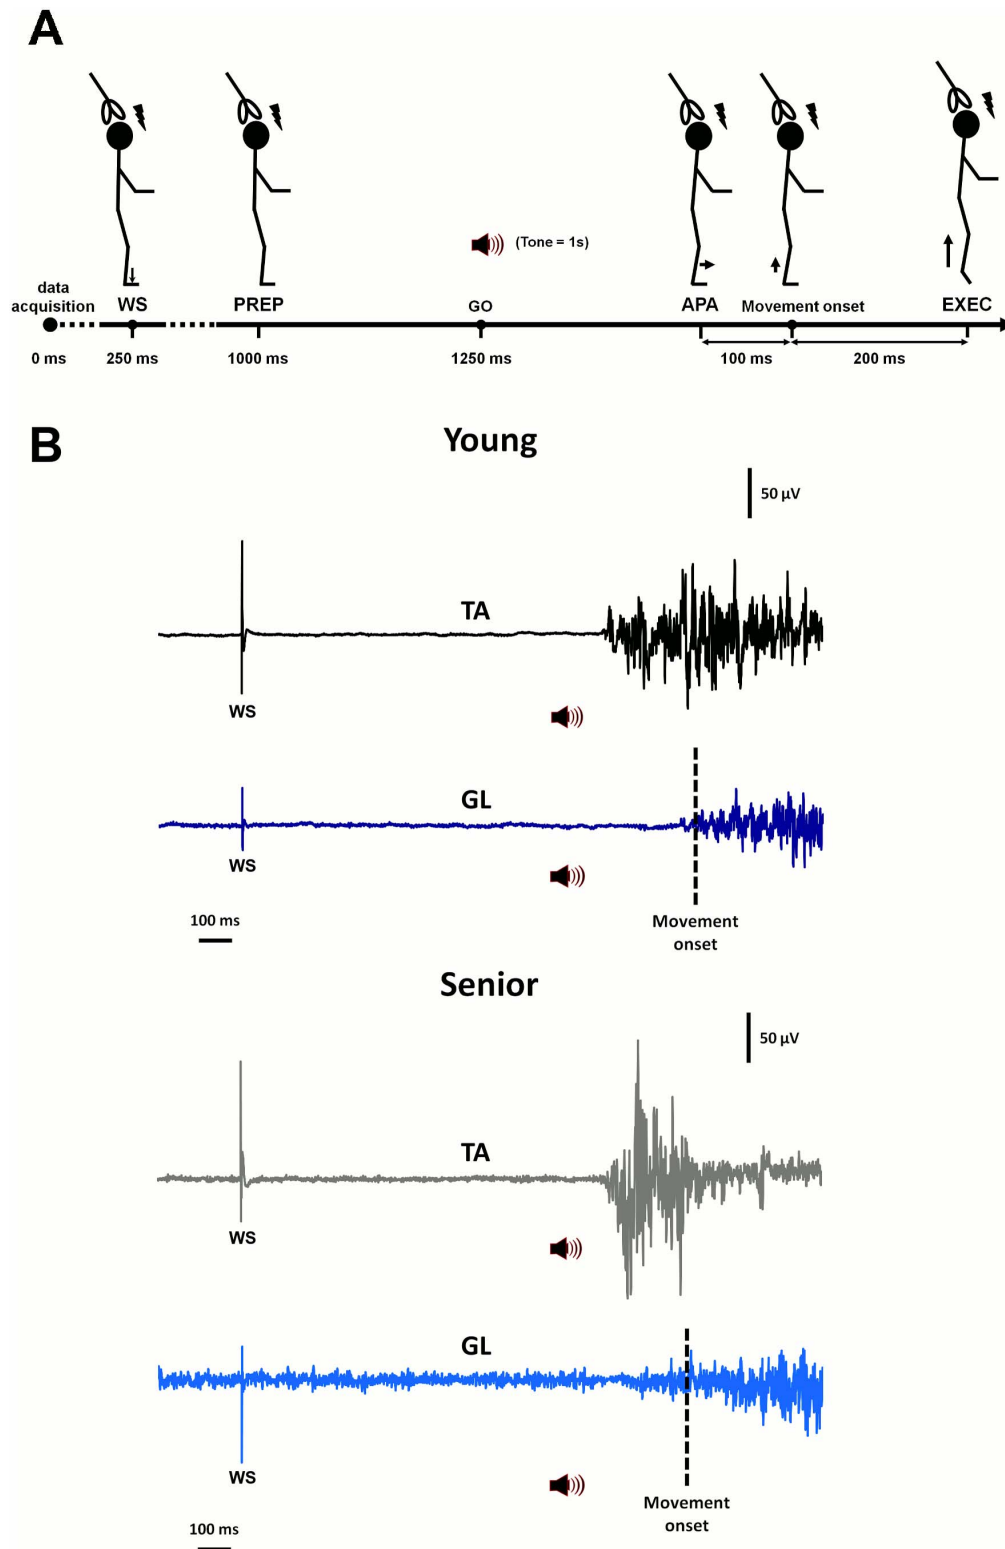 A
(Tone = 1s)
data
acquisition
WS
PREP
GO
APA
Movement onset
EXEC
0 ms
250 ms
1000 ms
1250 ms
100 ms
200 ms
B
Young
50 µV
TA
WS
GL
WS
100 ms
Movement
onset
Senior
50 µV
TA
WS
GL
WS
Movement
onset
100 ms